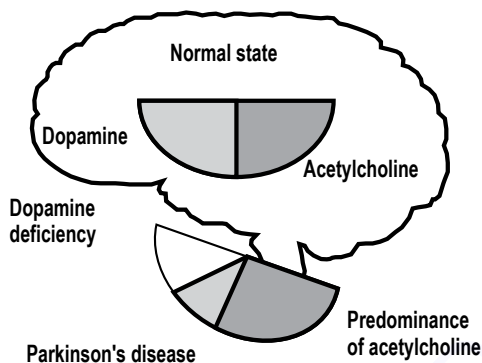 Normal state
Dopamine
Acetylcholine
Dopamine
deficiency
Predominance
of acetylcholine
Parkinson's disease